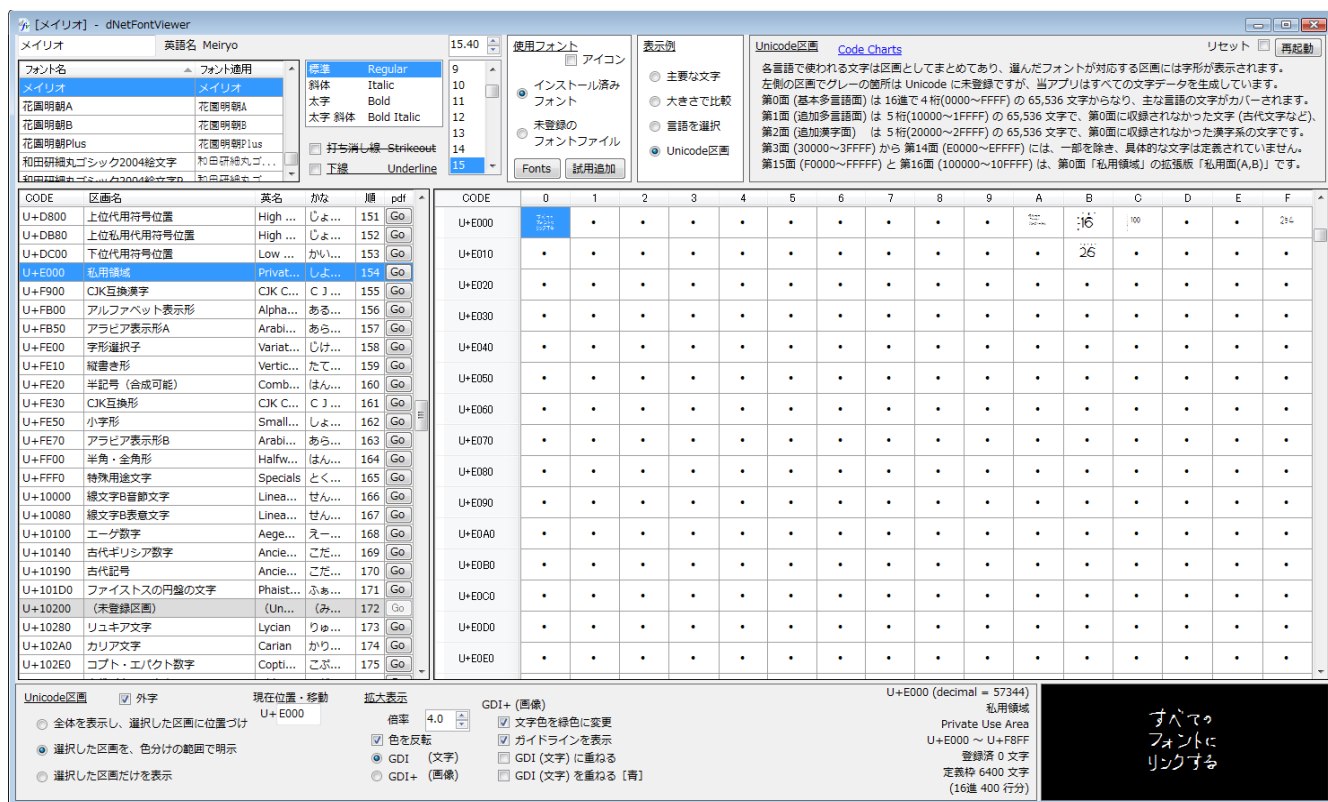 [メイリオ] - dNetFontViewer
メイリオ 英語名 Meiryo
フォント名 フォント適用
メイリオ メイリオ
花園明朝A 花園明朝A
花園明朝B 花園明朝B
花園明朝Plus 花園明朝Plus
和田研細丸ゴシック2004絵文字 和田研細丸ゴ...
和田研細丸ゴシック2004絵文字P 和田研細丸ゴ...
標準 Regular
斜体 Italic
太字 Bold
太字 斜体 Bold Italic
打ち消し線 Strikeout
下線 Underline
15.40
9
10
11
12
13
14
15
使用フォント
アイコン
インストール済み
フォント
未登録の
フォントファイル
Fonts 試用追加
表示例
主要な文字
大きさで比較
言語を選択
Unicode区画
Unicode区画 Code Charts リセット 再起動
各言語で使われる文字は区画としてまとめてあり、選んだフォントが対応する区画には字形が表示されます。
左側の区画でグレーの箇所は Unicode に未登録ですが、当アプリはすべての文字データを生成しています。
第0面 (基本多言語面) は 16進で４桁(0000～FFFF) の 65,536 文字からなり、主な言語の文字がカバーされます。
第1面 (追加多言語面) は ５桁(10000～1FFFF) の 65,536 文字で、第0面に収録されなかった文字 (古代文字など)、
第2面 (追加漢字面) は ５桁(20000～2FFFF) の 65,536 文字で、第0面に収録されなかった漢字系の文字です。
第3面 (30000～3FFFF) から 第14面 (E0000～EFFFF) には、一部を除き、具体的な文字は定義されていません。
第15面 (F0000～FFFFF) と 第16面 (100000～10FFFF) は、第0面「私用領域」の拡張版「私用面(A,B)」です。
CODE 区画名 英名 かな 順 pdf
U+D800 上位代用符号位置 High ... じょ... 151 Go
U+DB80 上位私用代用符号位置 High ... じょ... 152 Go
U+DC00 下位代用符号位置 Low ... かい... 153 Go
U+E000 私用領域 Privat... しよ... 154 Go
U+F900 CJK互換漢字 CJK C... ＣＪ... 155 Go
U+FB00 アルファベット表示形 Alpha... ある... 156 Go
U+FB50 アラビア表示形A Arabi... あら... 157 Go
U+FE00 字形選択子 Variat... じけ... 158 Go
U+FE10 縦書き形 Vertic... たて... 159 Go
U+FE20 半記号（合成可能） Comb... はん... 160 Go
U+FE30 CJK互換形 CJK C... ＣＪ... 161 Go
U+FE50 小字形 Small... しょ... 162 Go
U+FE70 アラビア表示形B Arabi... あら... 163 Go
U+FF00 半角・全角形 Halfw... はん... 164 Go
U+FFF0 特殊用途文字 Specials とく... 165 Go
U+10000 線文字B音節文字 Linea... せん... 166 Go
U+10080 線文字B表意文字 Linea... せん... 167 Go
U+10100 エーゲ数字 Aege... えー... 168 Go
U+10140 古代ギリシア数字 Ancie... こだ... 169 Go
U+10190 古代記号 Ancie... こだ... 170 Go
U+101D0 ファイストスの円盤の文字 Phaist... ふぁ... 171 Go
U+10200 （未登録区画） （Un... （み... 172 Go
U+10280 リュキア文字 Lycian りゅ... 173 Go
U+102A0 カリア文字 Carian かり... 174 Go
U+102E0 コプト・エパクト数字 Copti... こぷ... 175 Go
CODE 0 1 2 3 4 5 6 7 8 9 A B C D E F
U+E000 すべての フォントに リンクする 16 100 256
U+E010 26
U+E020
U+E030
U+E040
U+E050
U+E060
U+E070
U+E080
U+E090
U+E0A0
U+E0B0
U+E0C0
U+E0D0
U+E0E0
Unicode区画 外字 現在位置・移動
U+ E000
全体を表示し、選択した区画に位置づけ
選択した区画を、色分けの範囲で明示
選択した区画だけを表示
拡大表示
倍率 4.0
色を反転
GDI (文字)
GDI+ (画像)
GDI+ (画像)
文字色を緑色に変更
ガイドラインを表示
GDI (文字) に重ねる
GDI (文字) を重ねる [青]
U+E000 (decimal = 57344)
私用領域
Private Use Area
U+E000 ～ U+F8FF
登録済 0 文字
定義枠 6400 文字
(16進 400 行分)
すべての
フォントに
リンクする